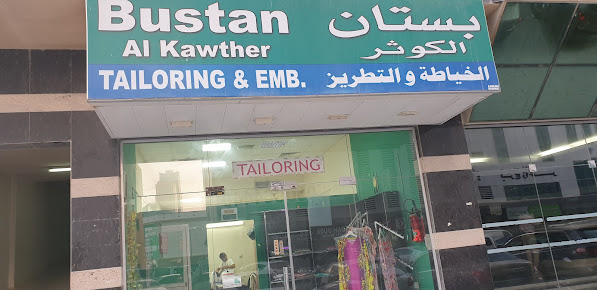 Bustan
بستان
Al Kawther
الكوثر
TAILORING & EMB.
الخياطة و التطريز
TAILORING